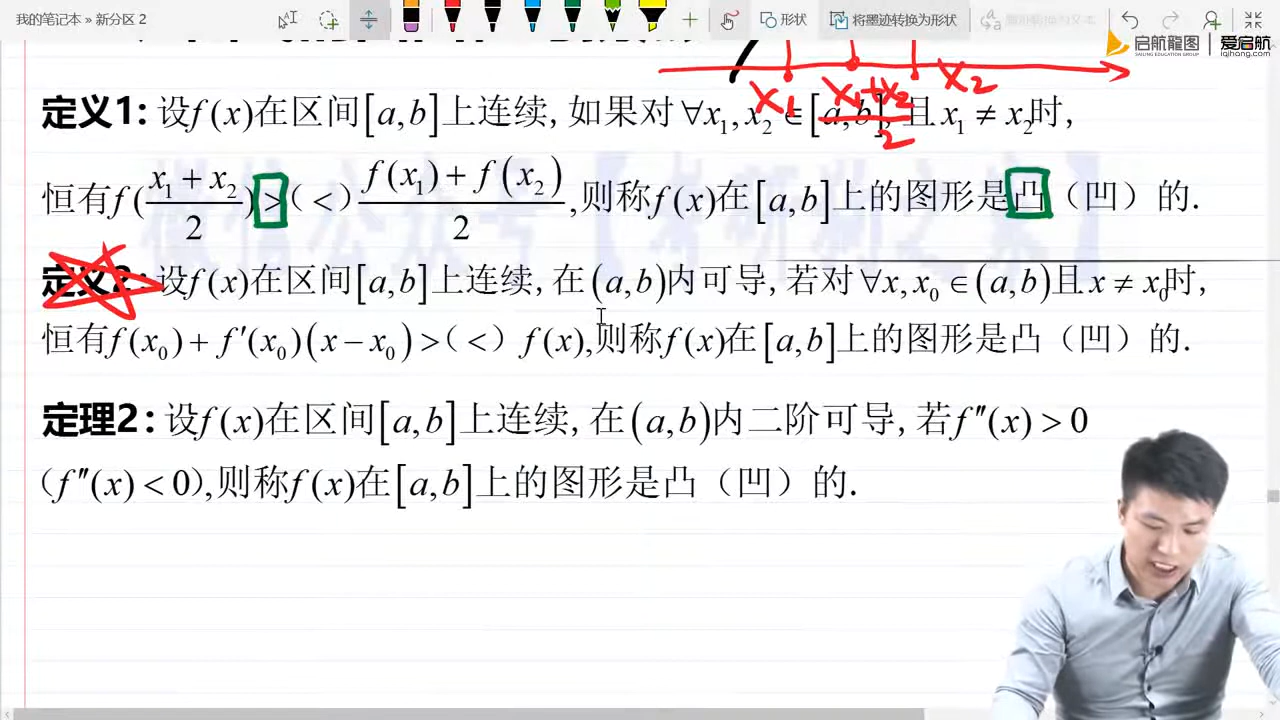 我的笔记本 » 新分区 2
形状
将墨迹转换为形状
启航龍图 | 爱启航
iqihang.com
x₁ x₁+x₂ x₂
2
定义1: 设f(x)在区间[a,b]上连续, 如果对∀x₁,x₂∈[a,b], 且x₁≠x₂时,
恒有f((x₁+x₂)/2)>(<)(f(x₁)+f(x₂))/2,则称f(x)在[a,b]上的图形是凸（凹）的.
定义2: 设f(x)在区间[a,b]上连续, 在(a,b)内可导, 若对∀x,x₀∈(a,b)且x≠x₀时,
恒有f(x₀)+f′(x₀)(x−x₀)>(<) f(x),则称f(x)在[a,b]上的图形是凸（凹）的.
定理2: 设f(x)在区间[a,b]上连续, 在(a,b)内二阶可导, 若f″(x)>0
(f″(x)<0),则称f(x)在[a,b]上的图形是凸（凹）的.